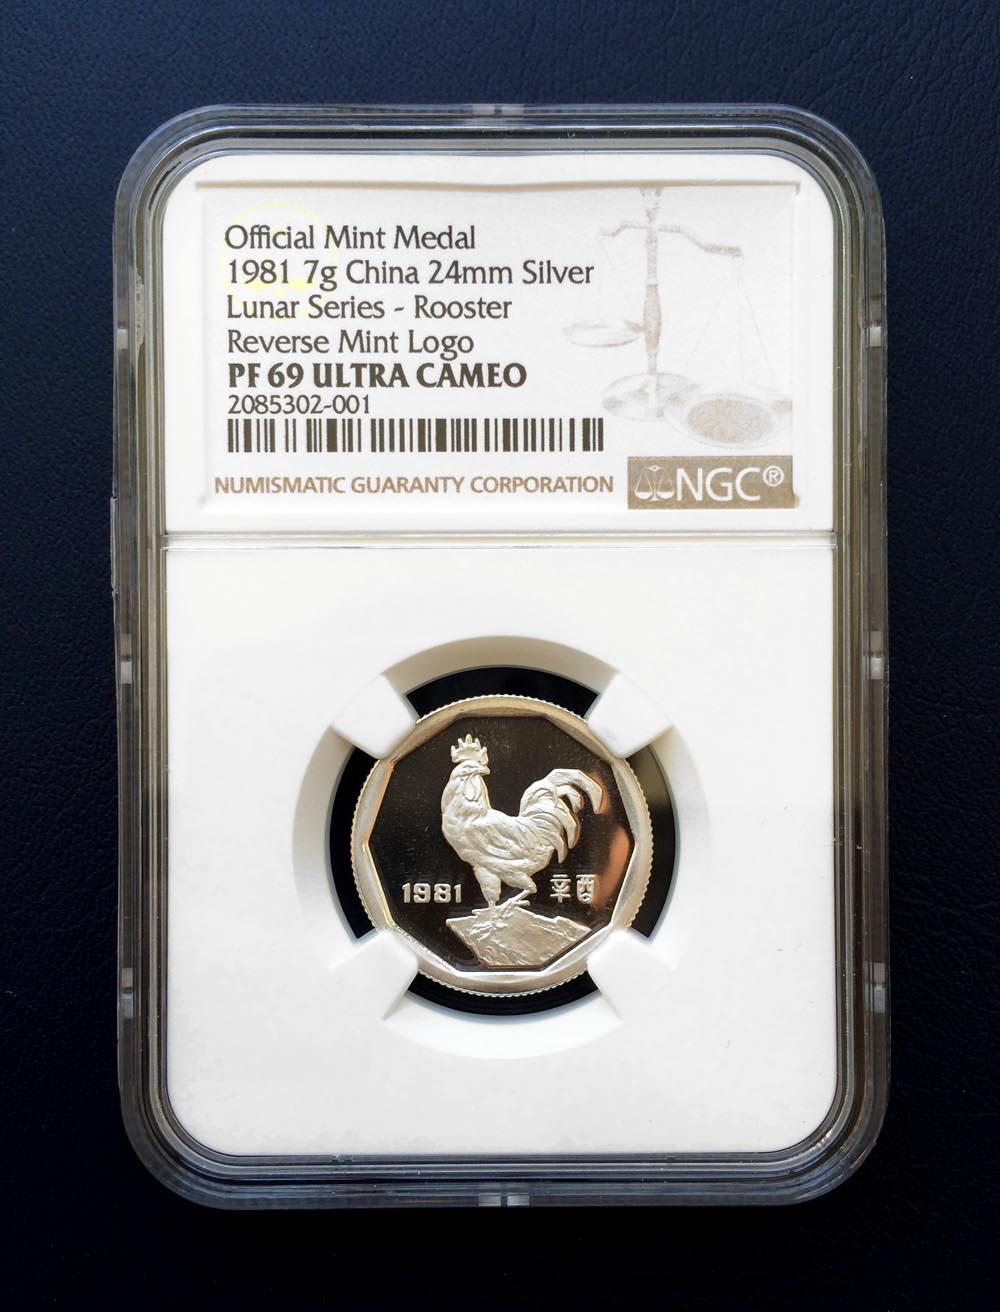 Official Mint Medal
1981 7g China 24mm Silver
Lunar Series - Rooster
Reverse Mint Logo
PF 69 ULTRA CAMEO
2085302-001
NUMISMATIC GUARANTY CORPORATION
NGC®
1981 辛酉